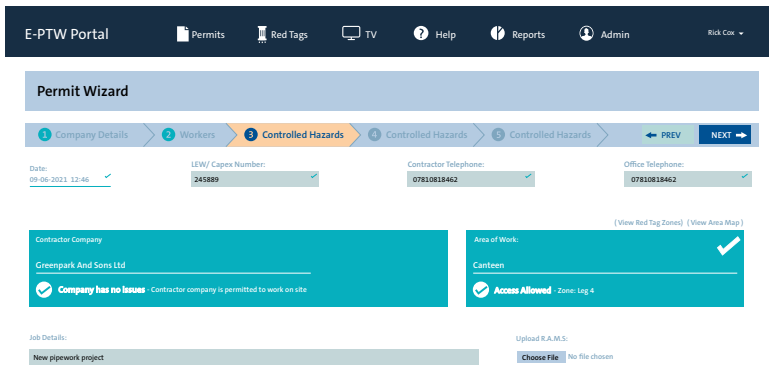 E-PTW Portal Permits Red Tags TV Help Reports Admin Rick Cox
Permit Wizard
1 Company Details 2 Workers 3 Controlled Hazards 4 Controlled Hazards 5 Controlled Hazards PREV NEXT
Date: LEW/ Capex Number: Contractor Telephone: Office Telephone:
09-06-2021 12:46 245889 07810818462 07810818462
( View Red Tag Zones) ( View Area Map )
Contractor Company Area of Work:
Greenpark And Sons Ltd Canteen
Company has no issues - Contractor company is permitted to work on site Access Allowed - Zone: Leg 4
Job Details: Upload R.A.M.S:
New pipework project Choose File No file chosen